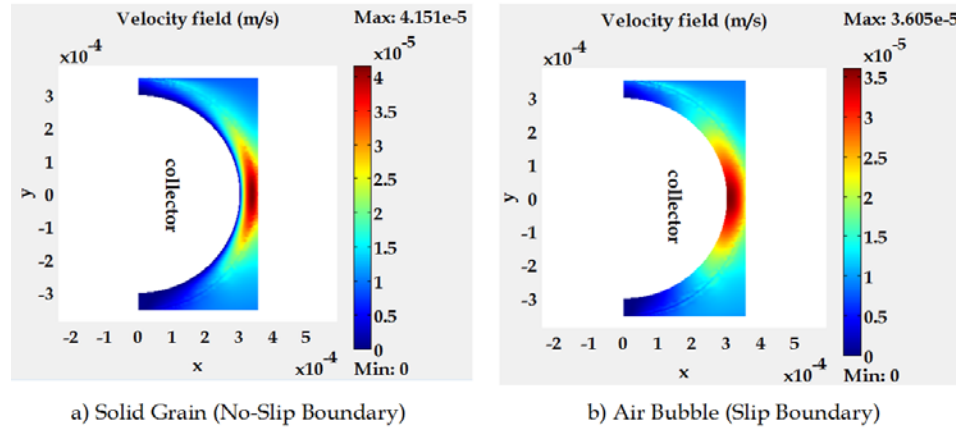 Velocity field (m/s)
Max: 4.151e-5
x10^-4
x10^-5
3
2
1
0
-1
-2
-3
y
collector
4
3.5
3
2.5
2
1.5
1
0.5
0
-2
-1
0
1
2
3
4
5
x10^-4
x
Min: 0
a) Solid Grain (No-Slip Boundary)
Velocity field (m/s)
Max: 3.605e-5
x10^-4
x10^-5
3
2
1
0
-1
-2
-3
y
collector
3.5
3
2.5
2
1.5
1
0.5
0
-2
-1
0
1
2
3
4
5
x10^-4
x
Min: 0
b) Air Bubble (Slip Boundary)